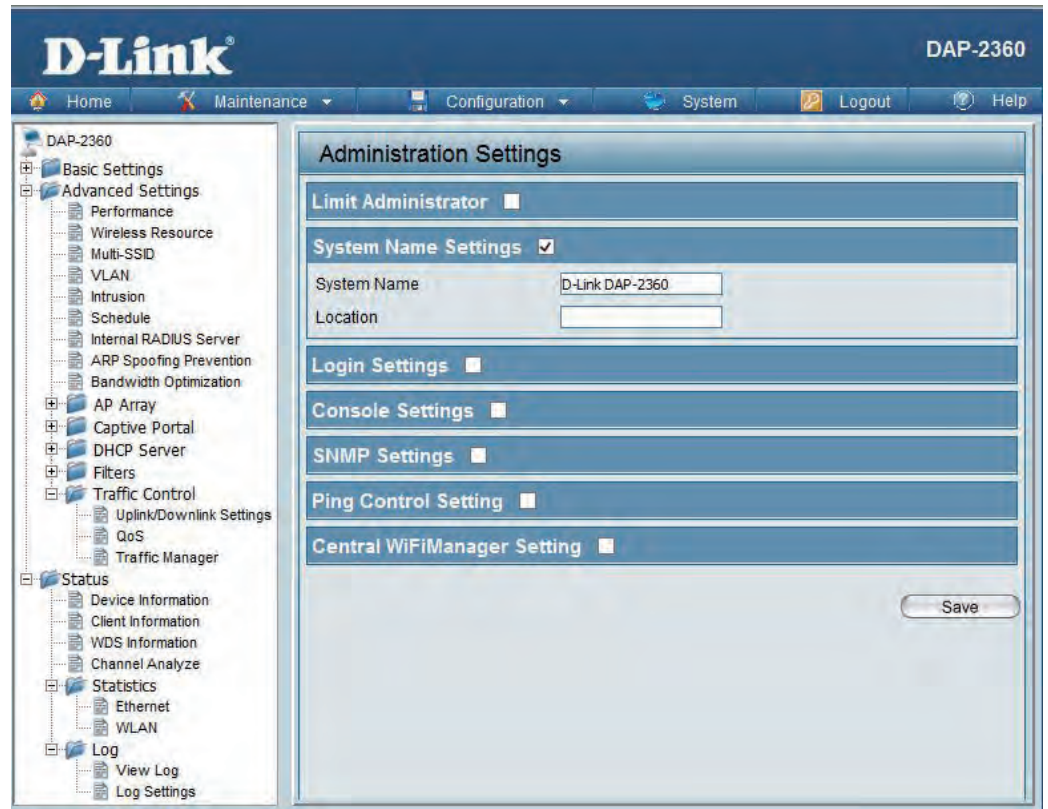 D-Link®
DAP-2360
Home
Maintenance
Configuration
System
Logout
Help
DAP-2360
Basic Settings
Advanced Settings
Performance
Wireless Resource
Multi-SSID
VLAN
Intrusion
Schedule
Internal RADIUS Server
ARP Spoofing Prevention
Bandwidth Optimization
AP Array
Captive Portal
DHCP Server
Filters
Traffic Control
Uplink/Downlink Settings
QoS
Traffic Manager
Status
Device Information
Client Information
WDS Information
Channel Analyze
Statistics
Ethernet
WLAN
Log
View Log
Log Settings
Administration Settings
Limit Administrator
System Name Settings
System Name D-Link DAP-2360
Location
Login Settings
Console Settings
SNMP Settings
Ping Control Setting
Central WiFiManager Setting
Save